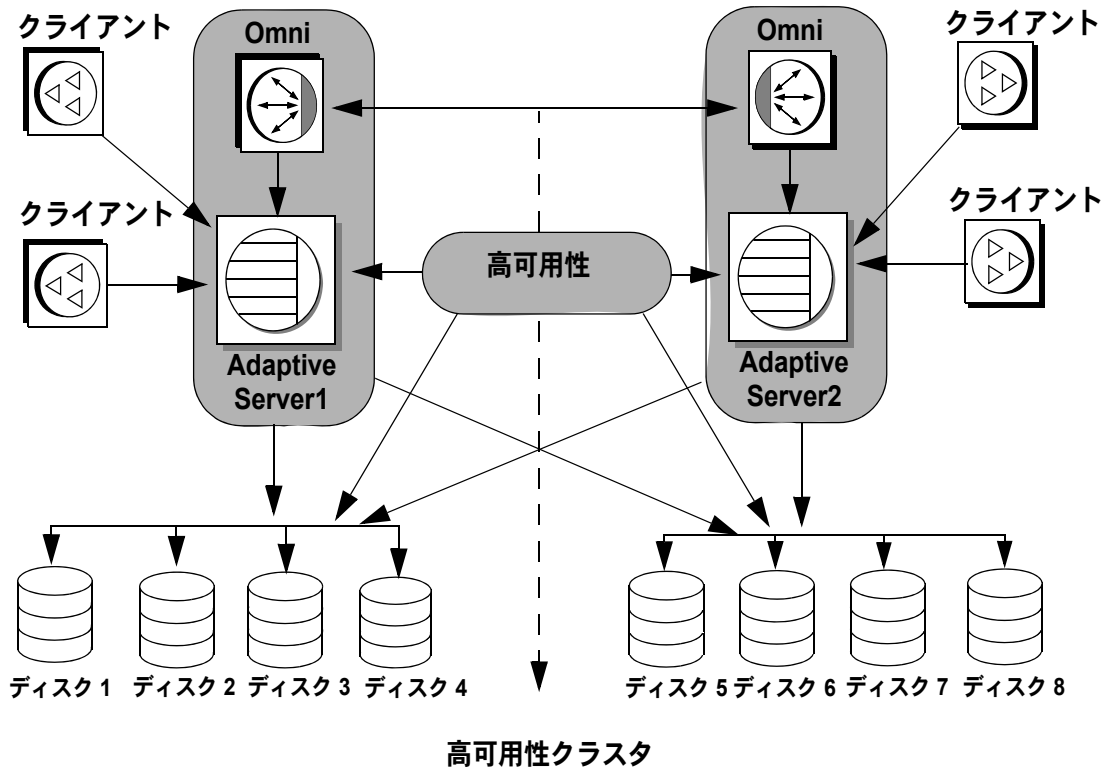 クライアント
Omni
Omni
クライアント
クライアント
クライアント
高可用性
Adaptive
Server1
Adaptive
Server2
ディスク 1
ディスク 2
ディスク 3
ディスク 4
ディスク 5
ディスク 6
ディスク 7
ディスク 8
高可用性クラスタ